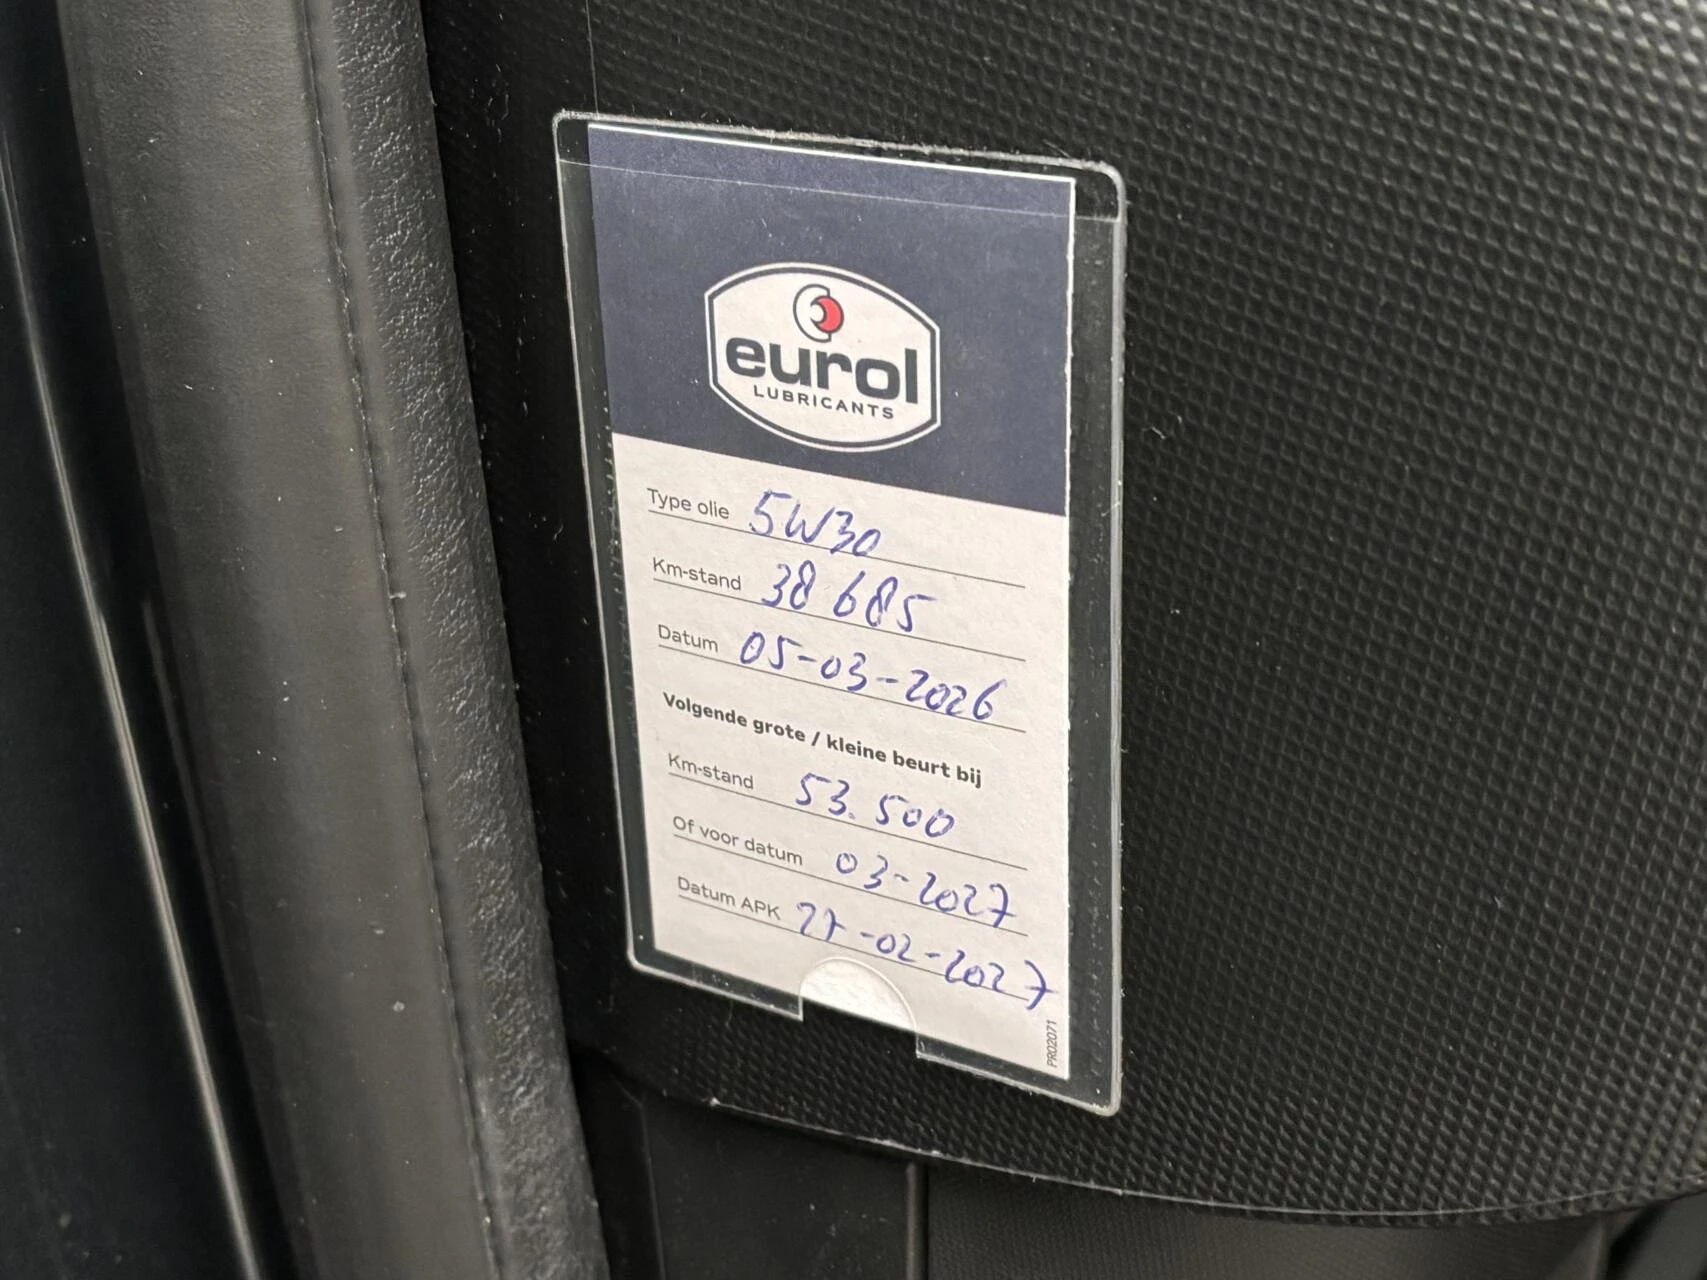 eurol
LUBRICANTS
Type olie 5W30
Km-stand 38 685
Datum 05-03-2026
Volgende grote / kleine beurt bij
Km-stand 53.500
Of voor datum 03-2027
Datum APK 27-02-2027
PR02071